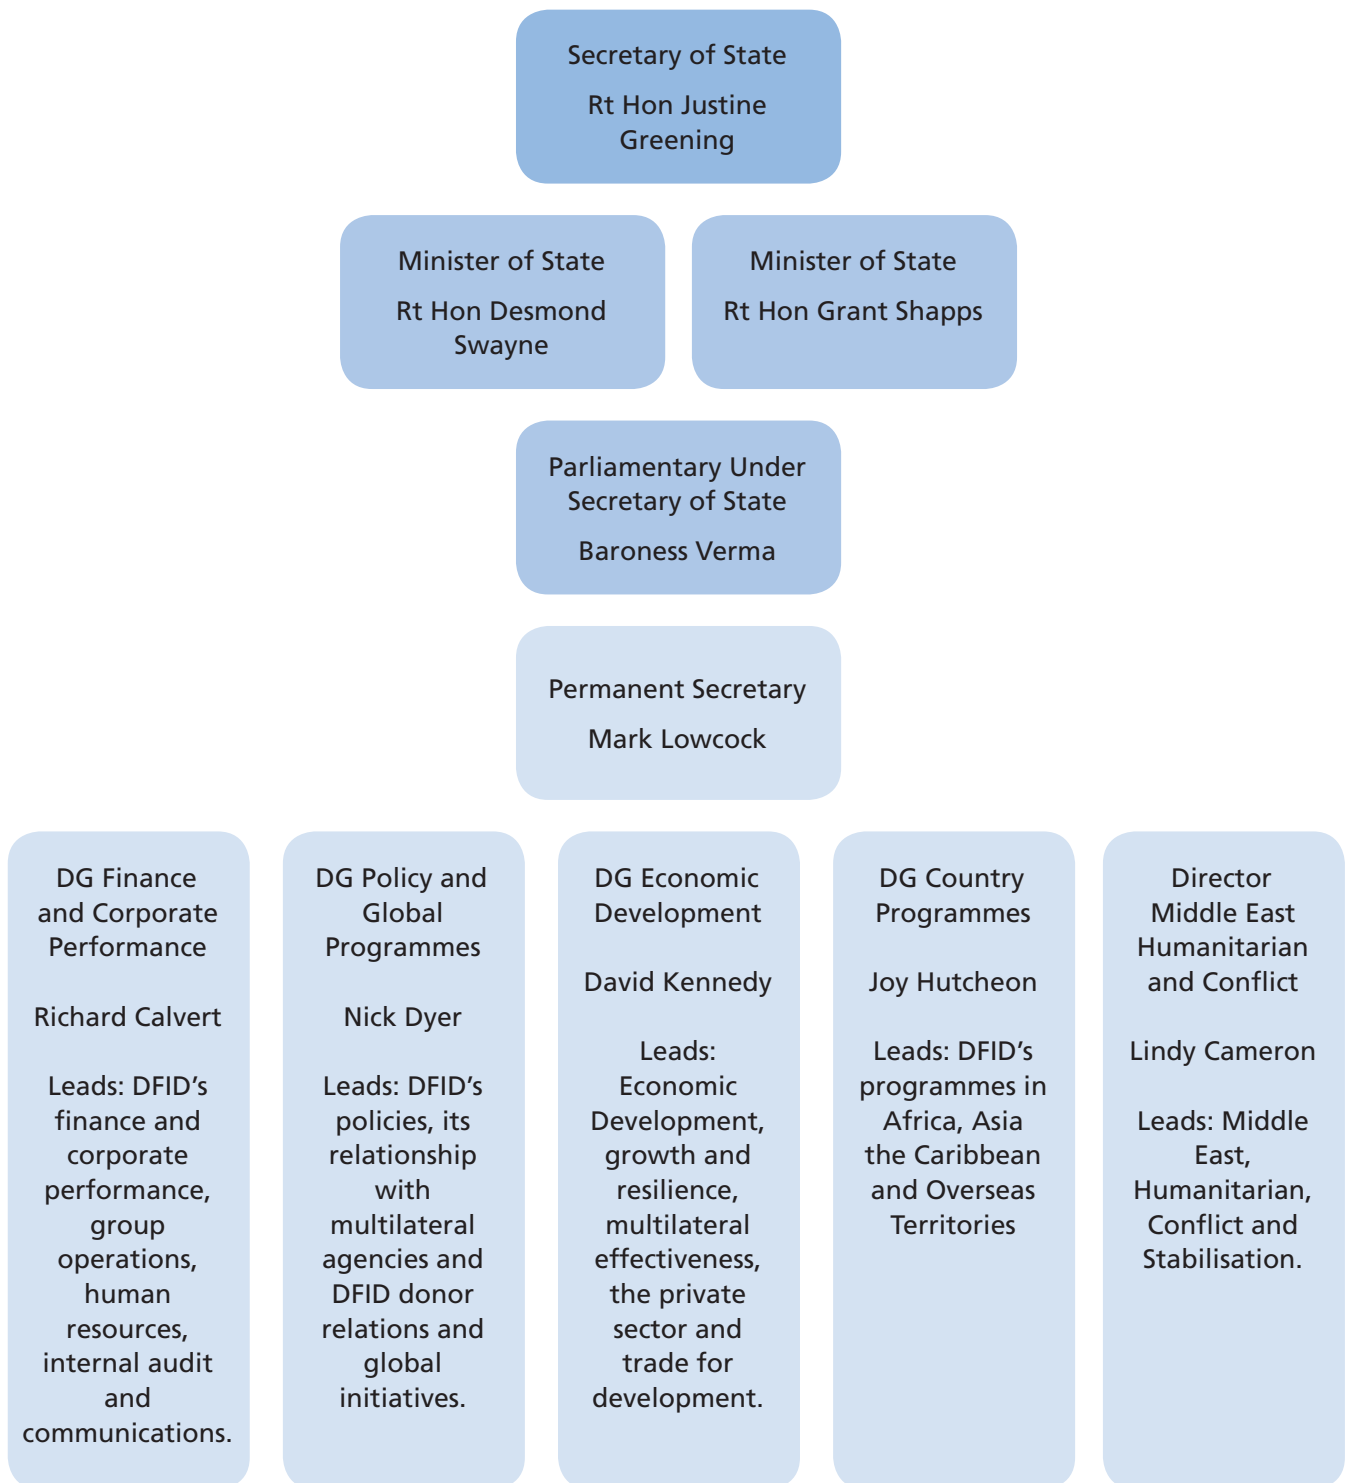 Secretary of State
Rt Hon Justine
Greening
Minister of State
Rt Hon Desmond
Swayne
Minister of State
Rt Hon Grant Shapps
Parliamentary Under
Secretary of State
Baroness Verma
Permanent Secretary
Mark Lowcock
DG Finance
and Corporate
Performance
Richard Calvert
Leads: DFID’s
finance and
corporate
performance,
group
operations,
human
resources,
internal audit
and
communications.
DG Policy and
Global
Programmes
Nick Dyer
Leads: DFID’s
policies, its
relationship
with
multilateral
agencies and
DFID donor
relations and
global
initiatives.
DG Economic
Development
David Kennedy
Leads:
Economic
Development,
growth and
resilience,
multilateral
effectiveness,
the private
sector and
trade for
development.
DG Country
Programmes
Joy Hutcheon
Leads: DFID’s
programmes in
Africa, Asia
the Caribbean
and Overseas
Territories
Director
Middle East
Humanitarian
and Conflict
Lindy Cameron
Leads: Middle
East,
Humanitarian,
Conflict and
Stabilisation.